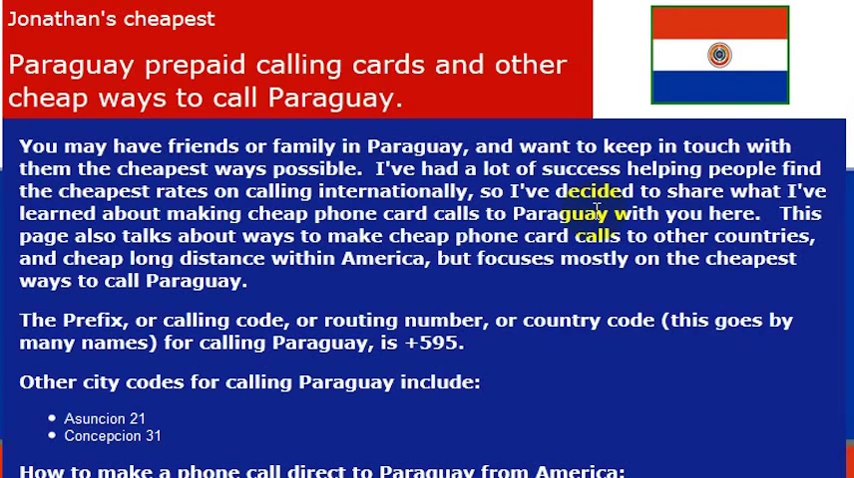 Jonathan's cheapest
Paraguay prepaid calling cards and other
cheap ways to call Paraguay.
You may have friends or family in Paraguay, and want to keep in touch with
them the cheapest ways possible.  I've had a lot of success helping people find
the cheapest rates on calling internationally, so I've decided to share what I've
learned about making cheap phone card calls to Paraguay with you here.   This
page also talks about ways to make cheap phone card calls to other countries,
and cheap long distance within America, but focuses mostly on the cheapest
ways to call Paraguay.
The Prefix, or calling code, or routing number, or country code (this goes by
many names) for calling Paraguay, is +595.
Other city codes for calling Paraguay include:
• Asuncion 21
• Concepcion 31
How to make a phone call direct to Paraguay from America: